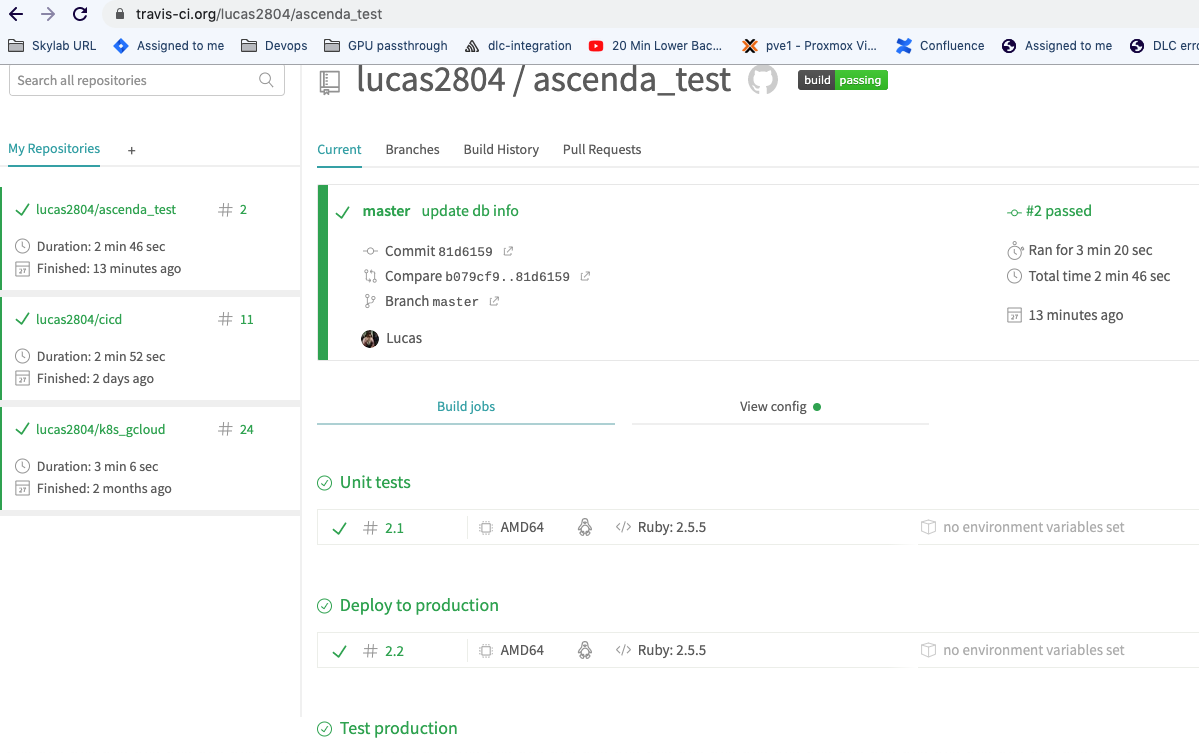 travis-ci.org/lucas2804/ascenda_test
Skylab URL Assigned to me Devops GPU passthrough dlc-integration 20 Min Lower Bac... pve1 - Proxmox Vi... Confluence Assigned to me DLC erro
Search all repositories
lucas2804 / ascenda_test build passing
My Repositories +
Current Branches Build History Pull Requests
lucas2804/ascenda_test # 2
Duration: 2 min 46 sec
Finished: 13 minutes ago
lucas2804/cicd # 11
Duration: 2 min 52 sec
Finished: 2 days ago
lucas2804/k8s_gcloud # 24
Duration: 3 min 6 sec
Finished: 2 months ago
master update db info
Commit 81d6159
Compare b079cf9..81d6159
Branch master
Lucas
#2 passed
Ran for 3 min 20 sec
Total time 2 min 46 sec
13 minutes ago
Build jobs View config
Unit tests
# 2.1 AMD64 </> Ruby: 2.5.5 no environment variables set
Deploy to production
# 2.2 AMD64 </> Ruby: 2.5.5 no environment variables set
Test production